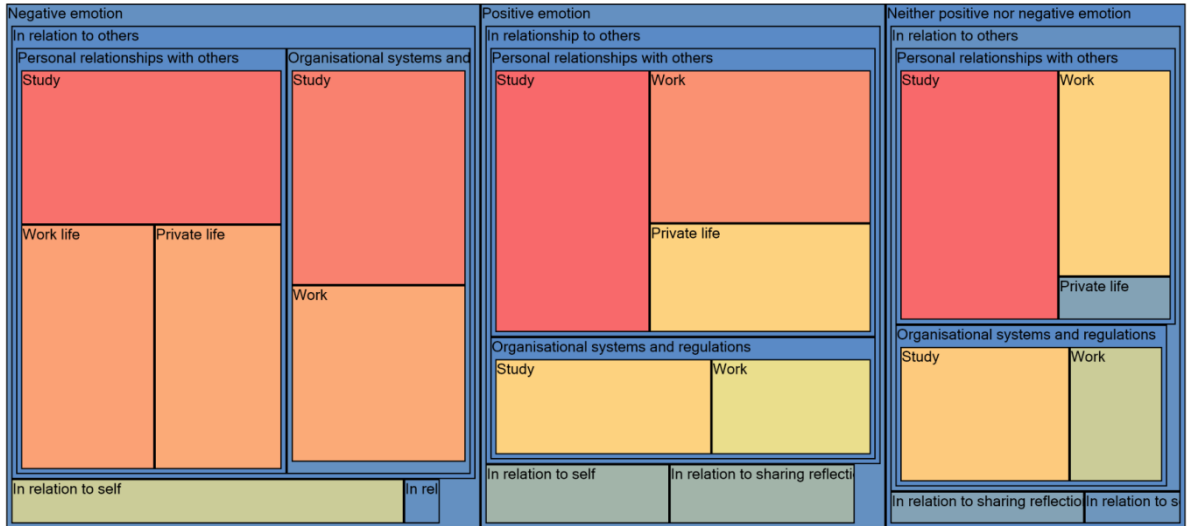 Negative emotion
In relation to others
Personal relationships with others
Study
Work life
Private life
Organisational systems and
Study
Work
In relation to self
In rel
Positive emotion
In relationship to others
Personal relationships with others
Study
Work
Private life
Organisational systems and regulations
Study
Work
In relation to self
In relation to sharing reflecti
Neither positive nor negative emotion
In relation to others
Personal relationships with others
Study
Work
Private life
Organisational systems and regulations
Study
Work
In relation to sharing reflectio
In relation to s